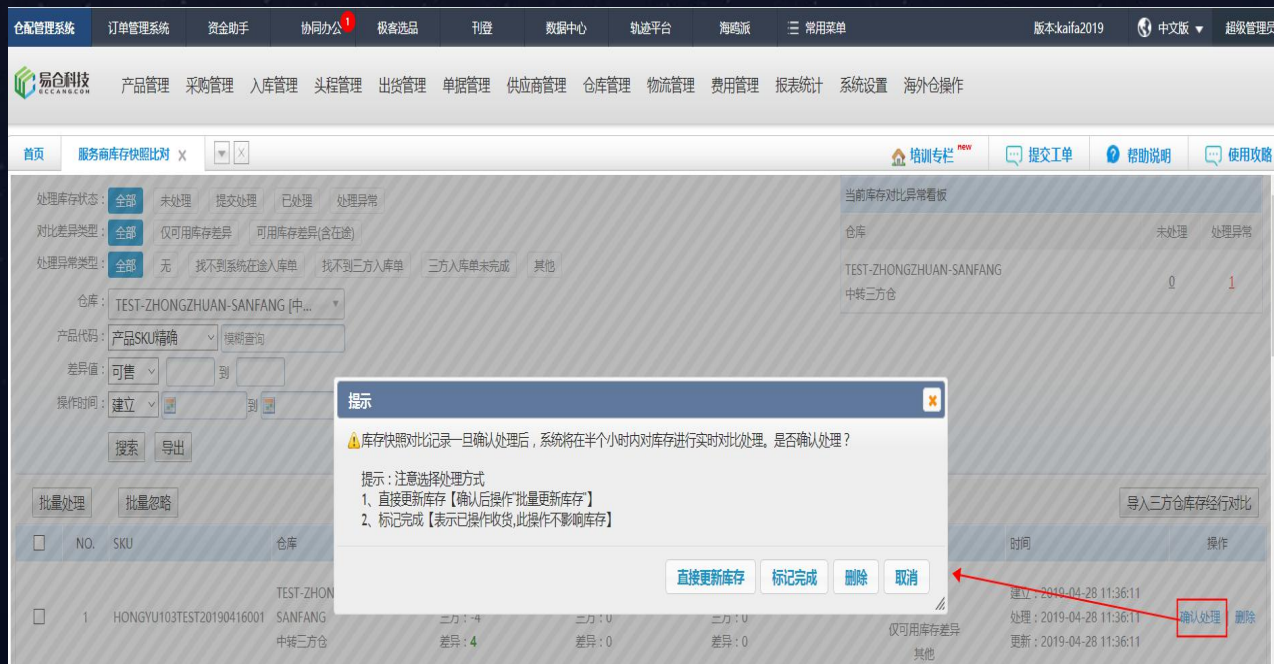 仓配管理系统 订单管理系统 资金助手 协同办公 1 极客选品 刊登 数据中心 轨迹平台 海鸥派 常用菜单 版本:kaifa2019 中文版 超级管理员
易仓科技 产品管理 采购管理 入库管理 头程管理 出货管理 单据管理 供应商管理 仓库管理 物流管理 费用管理 报表统计 系统设置 海外仓操作
ECCANG.COM
首页 服务商库存快照比对 x X 培训专栏 new 提交工单 帮助说明 使用攻略
处理库存状态: 全部 未处理 提交处理 已处理 处理异常 当前库存对比异常看板
对比差异类型: 全部 仅可用库存差异 可用库存差异(含在途) 仓库 未处理 处理异常
处理异常类型: 全部 无 找不到系统在途入库单 找不到三方入库单 三方入库单未完成 其他 TEST-ZHONGZHUAN-SANFANG 0 1
中转三方仓
仓库: TEST-ZHONGZHUAN-SANFANG [中...
产品代码: 产品SKU精确 模糊查询
差异值: 可售 到
操作时间: 建立 到
提示
搜索 导出
库存快照对比记录一旦确认处理后，系统将在半个小时内对库存进行实时对比处理。是否确认处理？
提示：注意选择处理方式
1、直接更新库存【确认后操作"批量更新库存"】
2、标记完成【表示已操作收货,此操作不影响库存】
批量处理 批量忽略 导入三方仓库存经行对比
NO. SKU 仓库 时间 操作
直接更新库存 标记完成 删除 取消
TEST-ZHON 建立：2019-04-28 11:36:11
1 HONGYU103TEST20190416001 SANFANG 三方：-4 三方：0 三方：0 仅可用库存差异 处理：2019-04-28 11:36:11 确认处理 | 删除
中转三方仓 差异：4 差异：0 差异：0 其他 更新：2019-04-28 11:36:11